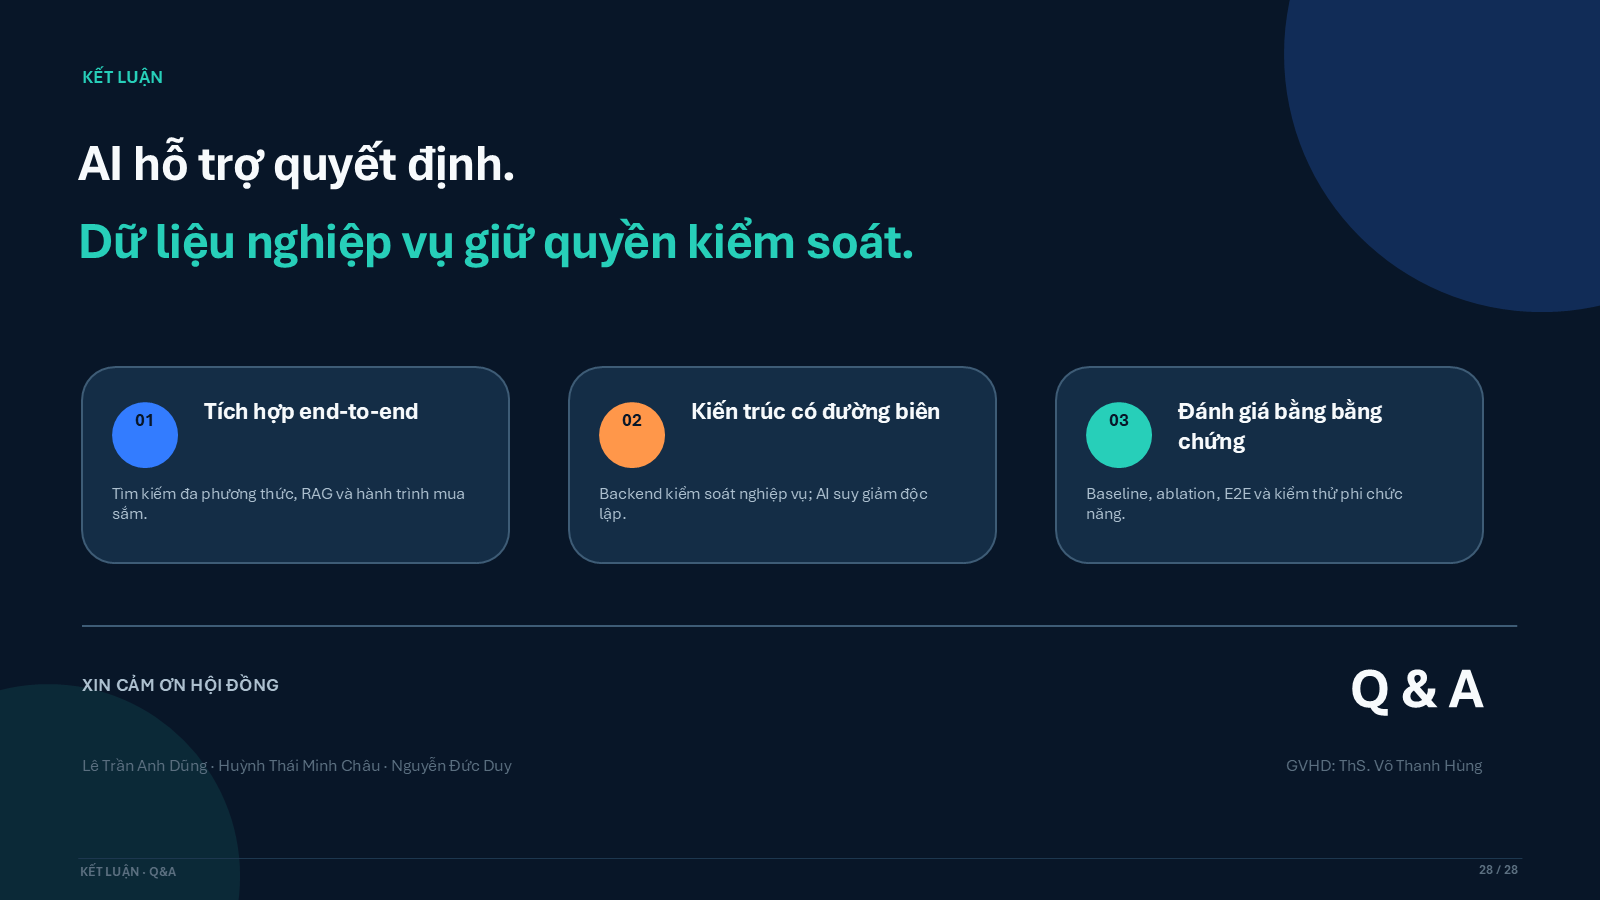 KẾT LUẬN
AI hỗ trợ quyết định.
Dữ liệu nghiệp vụ giữ quyền kiểm soát.
01
Tích hợp end-to-end
Tìm kiếm đa phương thức, RAG và hành trình mua
sắm.
02
Kiến trúc có đường biên
Backend kiểm soát nghiệp vụ; AI suy giảm độc
lập.
03
Đánh giá bằng bằng
chứng
Baseline, ablation, E2E và kiểm thử phi chức
năng.
XIN CẢM ƠN HỘI ĐỒNG
Q & A
Lê Trần Anh Dũng · Huỳnh Thái Minh Châu · Nguyễn Đức Duy
GVHD: ThS. Võ Thanh Hùng
KẾT LUẬN · Q&A
28 / 28